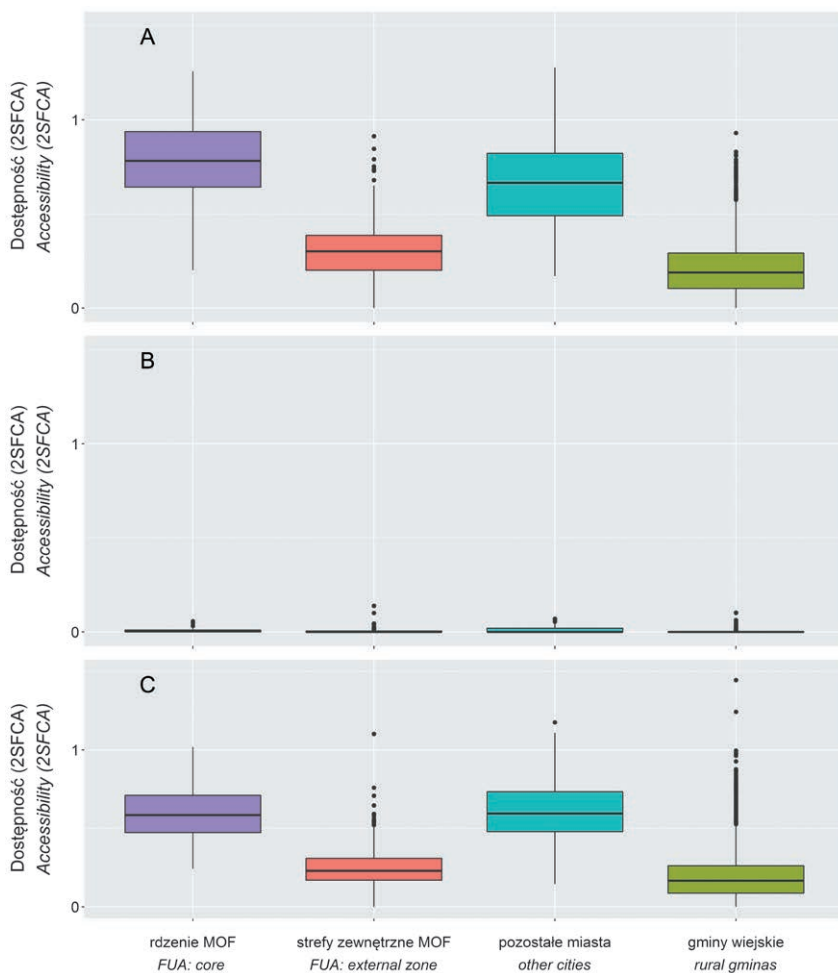 A
Dostępność (2SFCA)
Accessibility (2SFCA)
1
0
B
Dostępność (2SFCA)
Accessibility (2SFCA)
1
0
C
Dostępność (2SFCA)
Accessibility (2SFCA)
1
0
rdzenie MOF
FUA: core
strefy zewnętrzne MOF
FUA: external zone
pozostałe miasta
other cities
gminy wiejskie
rural gminas